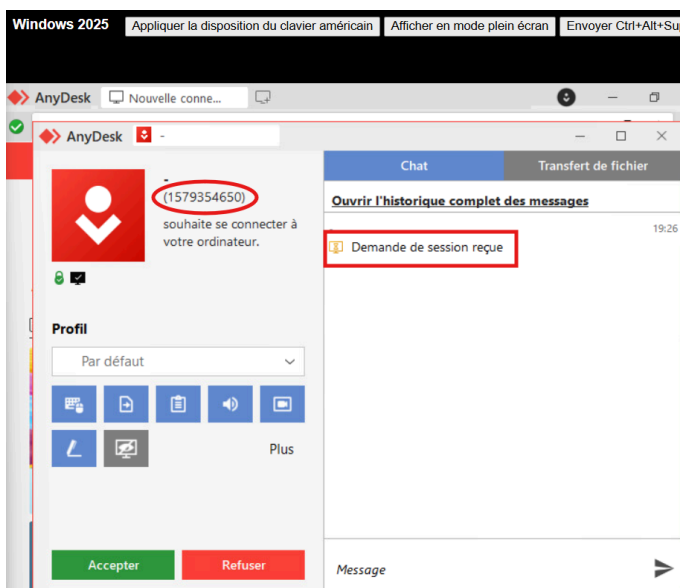 Windows 2025 Appliquer la disposition du clavier américain Afficher en mode plein écran Envoyer Ctrl+Alt+Su
AnyDesk Nouvelle conne...
AnyDesk -
-
(1579354650)
souhaite se connecter à
votre ordinateur.
Profil
Par défaut
Plus
Accepter Refuser
Chat Transfert de fichier
Ouvrir l'historique complet des messages
-
19:26
Demande de session reçue
Message